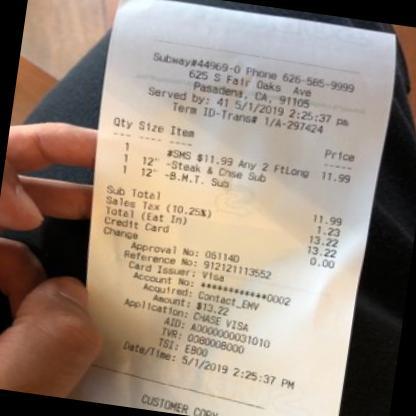 Subway#44969-0 Phone 626-585-9999
625 S Fair Oaks Ave
Pasadena, CA, 91105
Served by: 41 5/1/2019 2:25:37 pm
Term ID-Trans# 1/A-297424
Qty Size Item Price
1 #SMS $11.99 Any 2 FtLong 11.99
1 12" -Steak & Chse Sub
1 12" -B.M.T. Sub
Sub Total 11.99
Sales Tax (10.25%) 1.23
Total (Eat In) 13.22
Credit Card 13.22
Change 0.00
Approval No: 06114D
Reference No: 912121113552
Card Issuer: Visa
Account No: ************0002
Acquired: Contact_EMV
Amount: $13.22
Application: CHASE VISA
AID: A0000000031010
TVR: 0080008000
TSI: E800
Date/Time: 5/1/2019 2:25:37 PM
CUSTOMER COPY